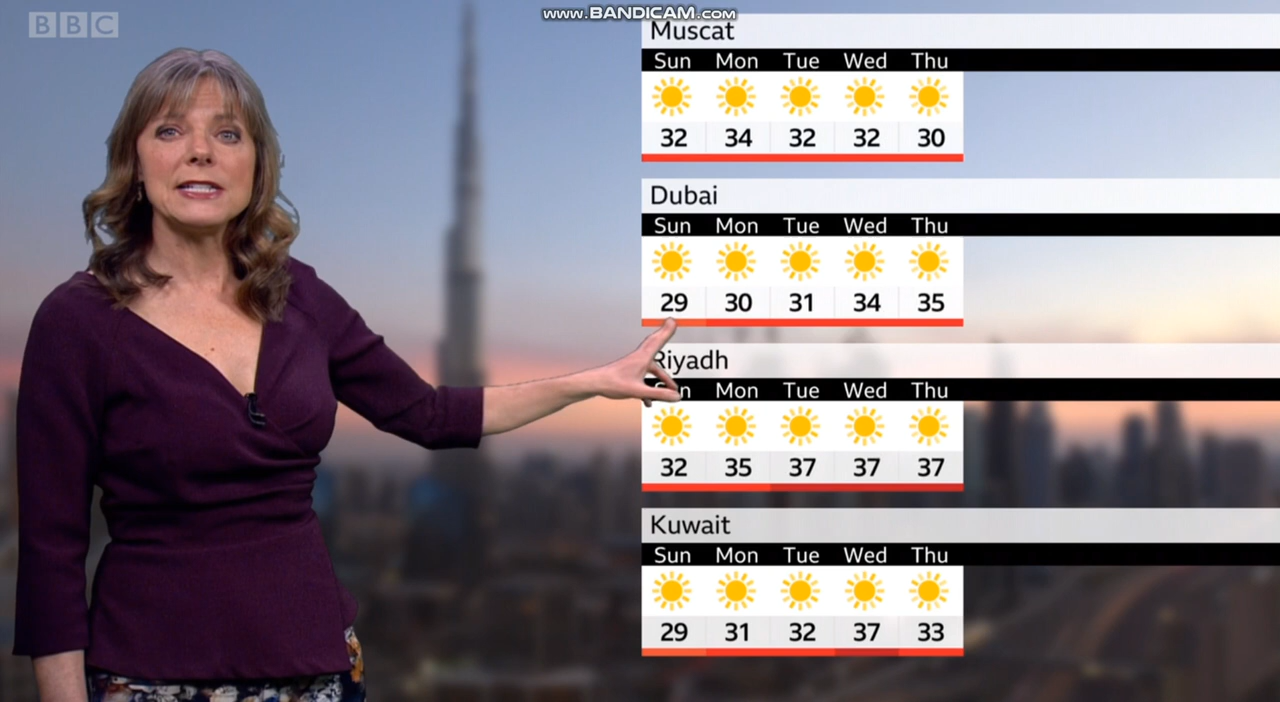 BBC
www.BANDICAM.com
Muscat
Sun Mon Tue Wed Thu
32 34 32 32 30
Dubai
Sun Mon Tue Wed Thu
29 30 31 34 35
Riyadh
Sun Mon Tue Wed Thu
32 35 37 37 37
Kuwait
Sun Mon Tue Wed Thu
29 31 32 37 33